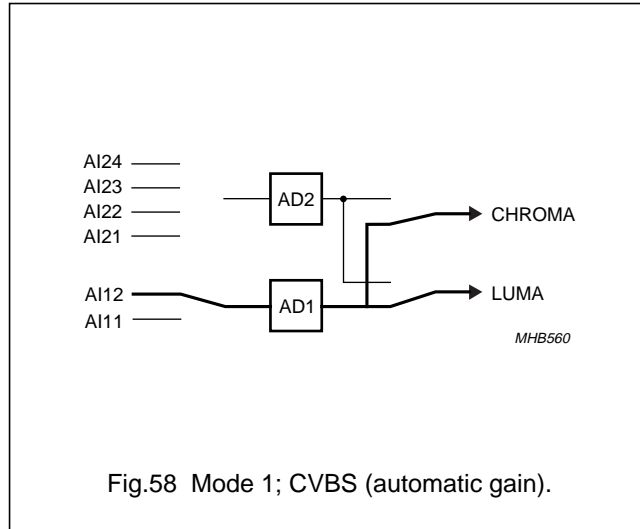 AI24
AI23
AI22
AI21
AD2
CHROMA
AI12
AI11
AD1
LUMA
MHB560
Fig.58 Mode 1; CVBS (automatic gain).